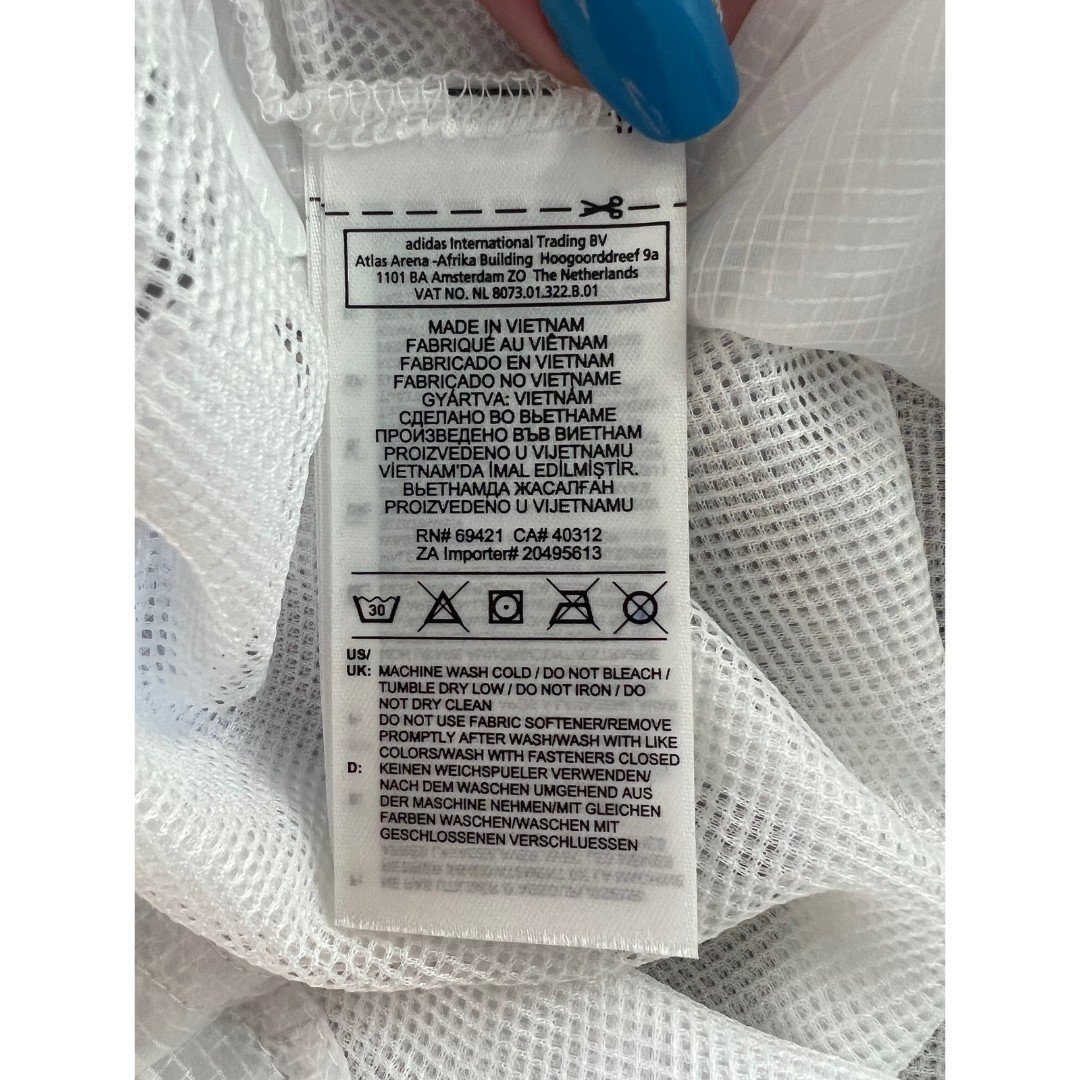 adidas International Trading BV
Atlas Arena -Afrika Building Hoogoorddreef 9a
1101 BA Amsterdam ZO The Netherlands
VAT NO. NL 8073.01.322.B.01
MADE IN VIETNAM
FABRIQUÉ AU VIÊTNAM
FABRICADO EN VIETNAM
FABRICADO NO VIETNAME
GYÁRTVA: VIETNÁM
СДЕЛАНО ВО ВЬЕТНАМЕ
ПРОИЗВЕДЕНО ВЪВ ВИЕТНАМ
PROIZVEDENO U VIJETNAMU
VİETNAM'DA İMAL EDİLMİŞTİR.
ВЬЕТНАМДА ЖАСАЛҒАН
PROIZVEDENO U VIJETNAMU
RN# 69421 CA# 40312
ZA Importer# 20495613
30
US/
UK: MACHINE WASH COLD / DO NOT BLEACH /
TUMBLE DRY LOW / DO NOT IRON / DO
NOT DRY CLEAN
DO NOT USE FABRIC SOFTENER/REMOVE
PROMPTLY AFTER WASH/WASH WITH LIKE
COLORS/WASH WITH FASTENERS CLOSED
D: KEINEN WEICHSPUELER VERWENDEN/
NACH DEM WASCHEN UMGEHEND AUS
DER MASCHINE NEHMEN/MIT GLEICHEN
FARBEN WASCHEN/WASCHEN MIT
GESCHLOSSENEN VERSCHLUESSEN